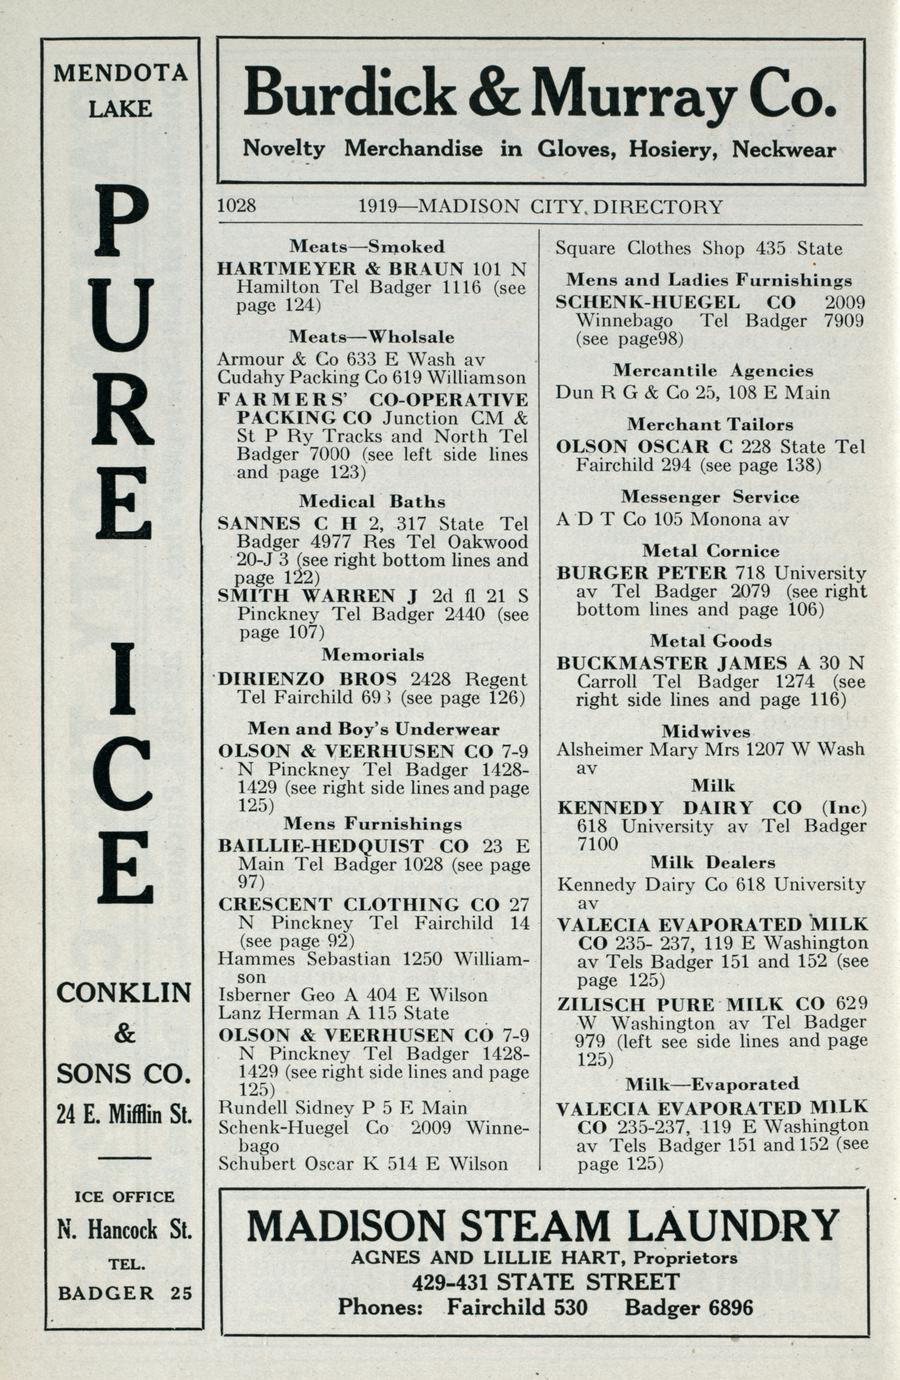 MENDOTA
LAKE
PURE
ICE
CONKLIN
&
SONS CO.
24 E. Mifflin St.
ICE OFFICE
N. Hancock St.
TEL.
BADGER 25
Burdick & Murray Co.
Novelty Merchandise in Gloves, Hosiery, Neckwear
1028 1919—MADISON CITY DIRECTORY
Meats—Smoked
HARTMEYER & BRAUN 101 N
Hamilton Tel Badger 1116 (see
page 124)
Meats—Wholsale
Armour & Co 633 E Wash av
Cudahy Packing Co 619 Williamson
FARMERS' CO-OPERATIVE
PACKING CO Junction CM &
St P Ry Tracks and North Tel
Badger 7000 (see left side lines
and page 123)
Medical Baths
SANNES C H 2, 317 State Tel
Badger 4977 Res Tel Oakwood
20-J 3 (see right bottom lines and
page 122)
SMITH WARREN J 2d fl 21 S
Pinckney Tel Badger 2440 (see
page 107)
Memorials
DIRIENZO BROS 2428 Regent
Tel Fairchild 693 (see page 126)
Men and Boy's Underwear
OLSON & VEERHUSEN CO 7-9
N Pinckney Tel Badger 1428-
1429 (see right side lines and page
125)
Mens Furnishings
BAILLIE-HEDQUIST CO 23 E
Main Tel Badger 1028 (see page
97)
CRESCENT CLOTHING CO 27
N Pinckney Tel Fairchild 14
(see page 92)
Hammes Sebastian 1250 William-
son
Isberner Geo A 404 E Wilson
Lanz Herman A 115 State
OLSON & VEERHUSEN CO 7-9
N Pinckney Tel Badger 1428-
1429 (see right side lines and page
125)
Rundell Sidney P 5 E Main
Schenk-Huegel Co 2009 Winne-
bago
Schubert Oscar K 514 E Wilson
Square Clothes Shop 435 State
Mens and Ladies Furnishings
SCHENK-HUEGEL CO 2009
Winnebago Tel Badger 7909
(see page98)
Mercantile Agencies
Dun R G & Co 25, 108 E Main
Merchant Tailors
OLSON OSCAR C 228 State Tel
Fairchild 294 (see page 138)
Messenger Service
A D T Co 105 Monona av
Metal Cornice
BURGER PETER 718 University
av Tel Badger 2079 (see right
bottom lines and page 106)
Metal Goods
BUCKMASTER JAMES A 30 N
Carroll Tel Badger 1274 (see
right side lines and page 116)
Midwives
Alsheimer Mary Mrs 1207 W Wash
av
Milk
KENNEDY DAIRY CO (Inc)
618 University av Tel Badger
7100
Milk Dealers
Kennedy Dairy Co 618 University
av
VALECIA EVAPORATED MILK
CO 235- 237, 119 E Washington
av Tels Badger 151 and 152 (see
page 125)
ZILISCH PURE MILK CO 629
W Washington av Tel Badger
979 (left see side lines and page
125)
Milk—Evaporated
VALECIA EVAPORATED MILK
CO 235-237, 119 E Washington
av Tels Badger 151 and 152 (see
page 125)
MADISON STEAM LAUNDRY
AGNES AND LILLIE HART, Proprietors
429-431 STATE STREET
Phones: Fairchild 530 Badger 6896